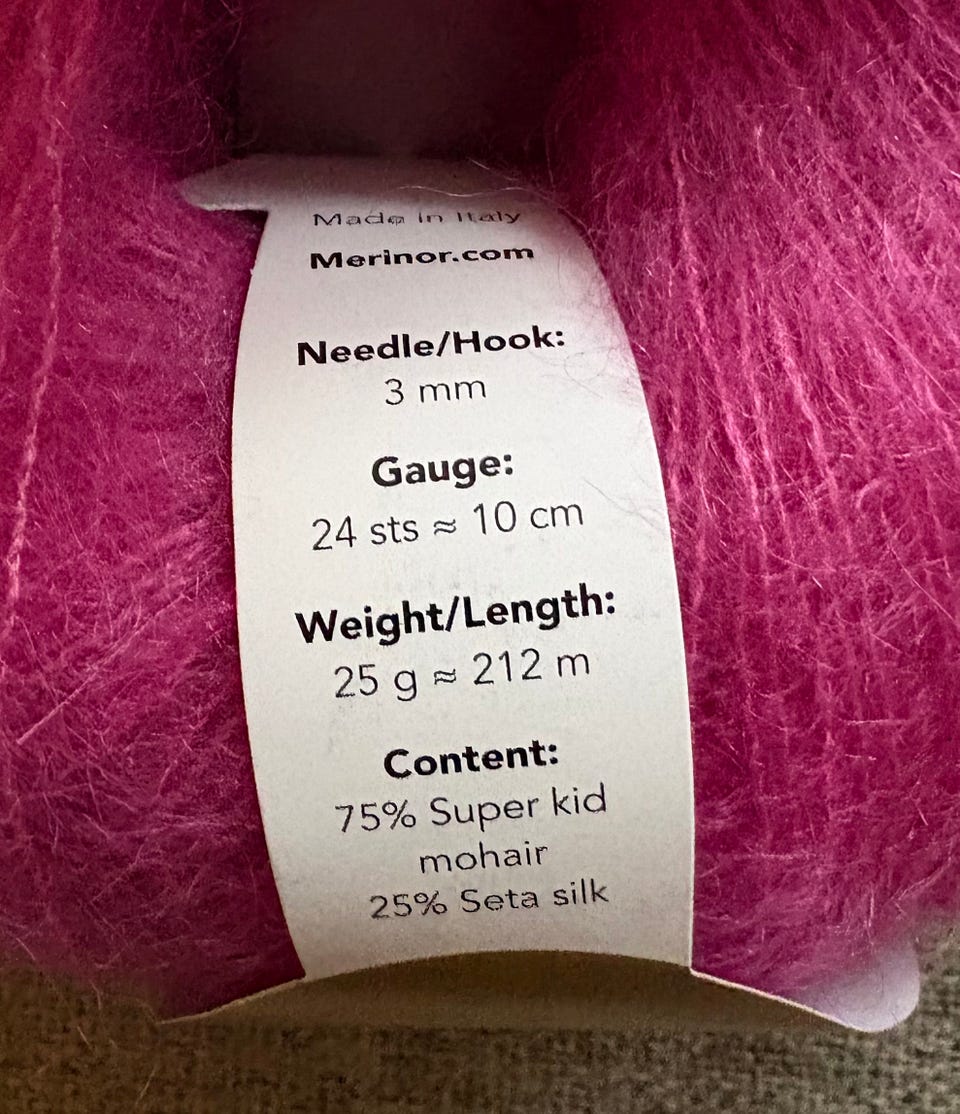 Made in Italy
Merinor.com
Needle/Hook:
3 mm
Gauge:
24 sts ≈ 10 cm
Weight/Length:
25 g ≈ 212 m
Content:
75% Super kid
mohair
25% Seta silk